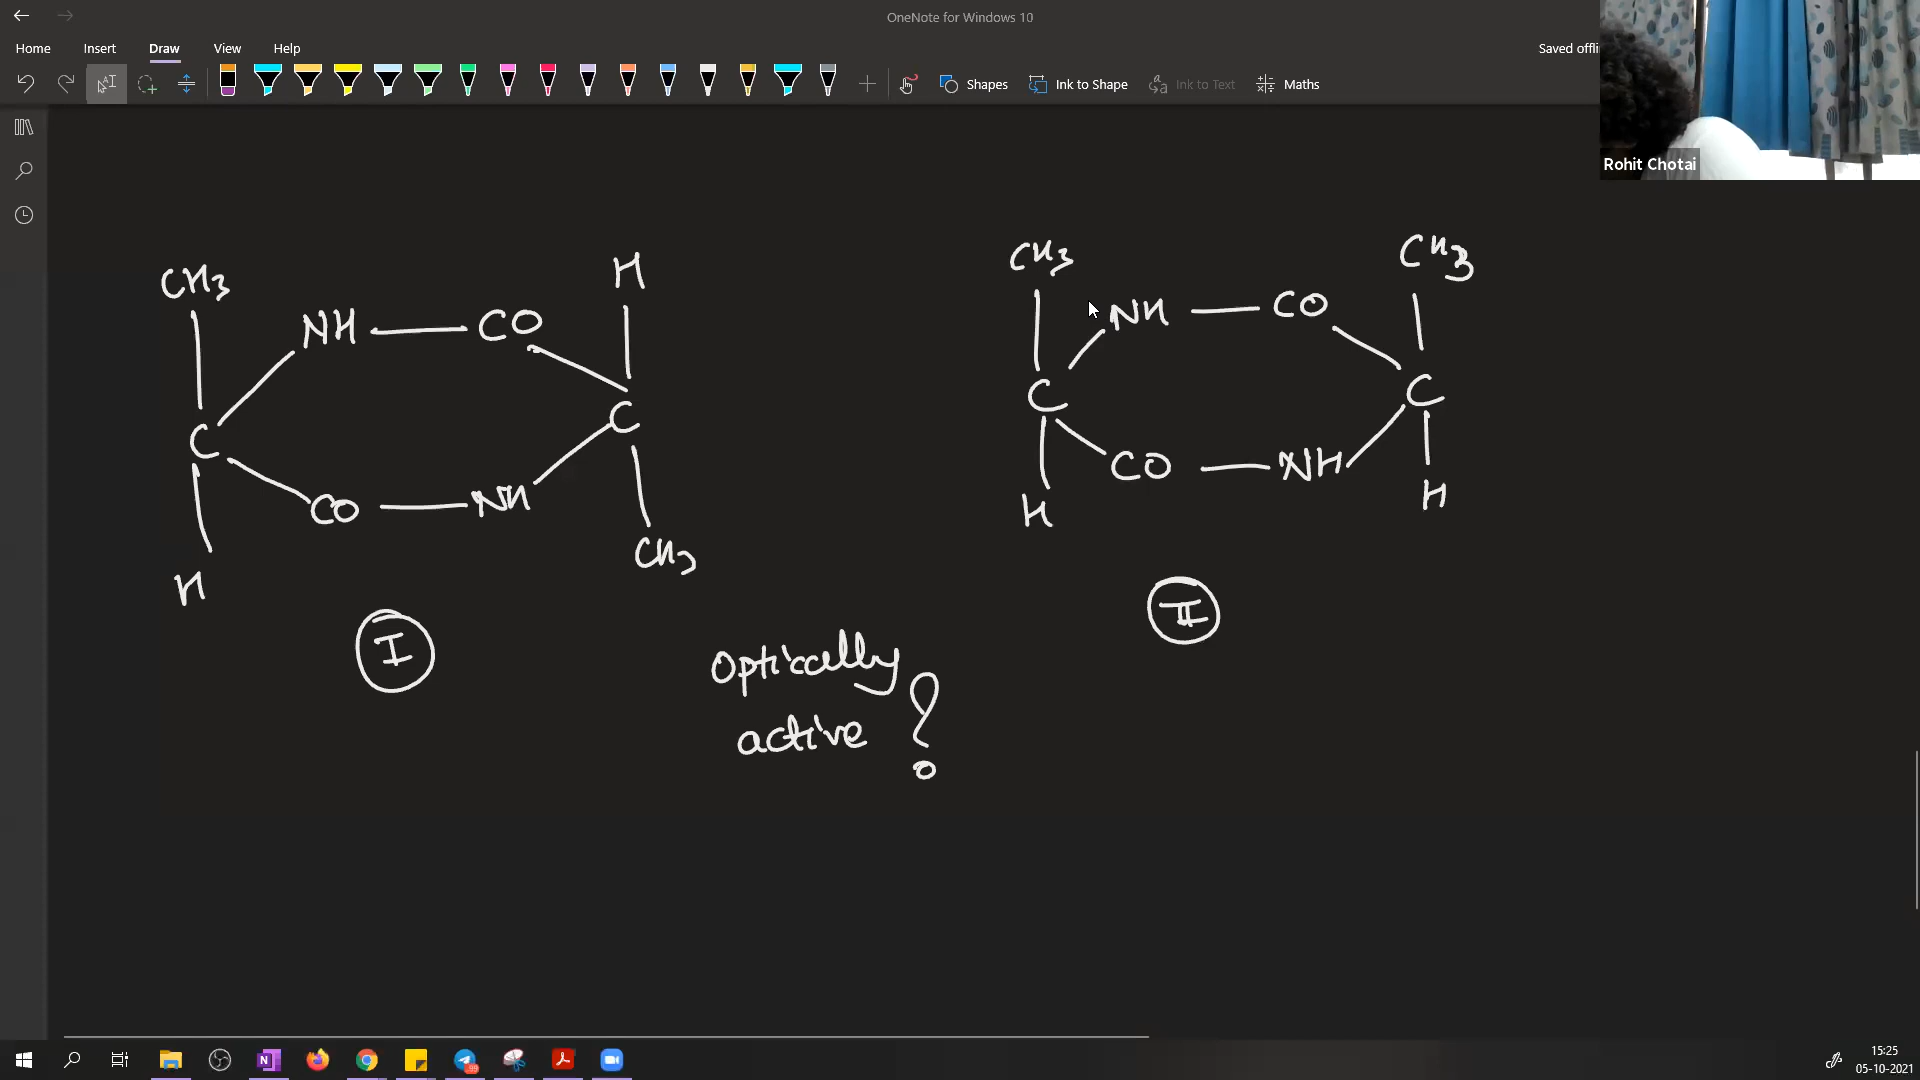 OneNote for Windows 10
Home Insert Draw View Help
Saved offli
Shapes Ink to Shape Ink to Text Maths
Rohit Chotai
CH3 H
NH CO
C C
CO NH
H CH3
I
CH3 CH3
NH CO
C C
CO NH
H H
II
Optically
active ?
15:25
05-10-2021